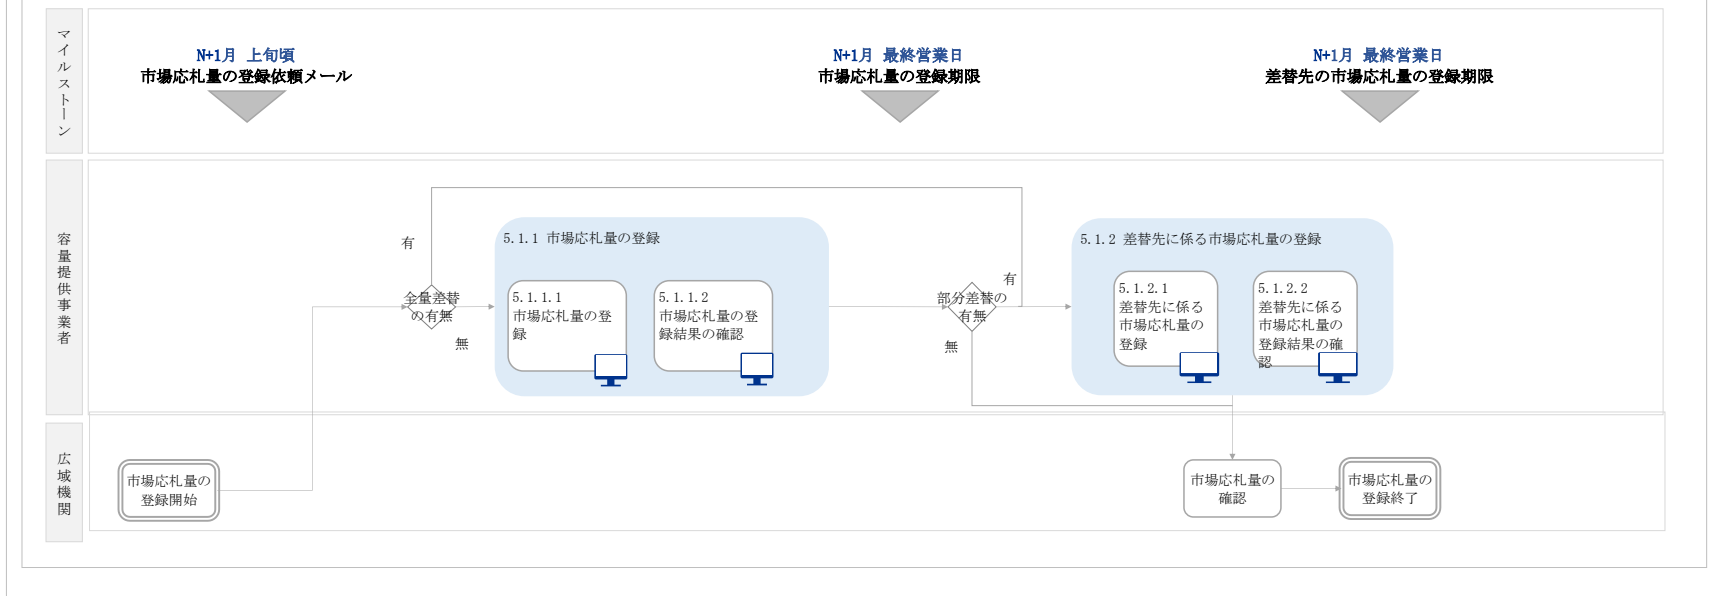 マイルストーン
N+1月 上旬頃
市場応札量の登録依頼メール
N+1月 最終営業日
市場応札量の登録期限
N+1月 最終営業日
差替先の市場応札量の登録期限
容量提供事業者
有
全量差替
の有無
無
5.1.1 市場応札量の登録
5.1.1.1
市場応札量の登
録
5.1.1.2
市場応札量の登
録結果の確認
部分差替の
有無
有
無
5.1.2 差替先に係る市場応札量の登録
5.1.2.1
差替先に係る
市場応札量の
登録
5.1.2.2
差替先に係る
市場応札量の
登録結果の確
認
広域機関
市場応札量の
登録開始
市場応札量の
確認
市場応札量の
登録終了